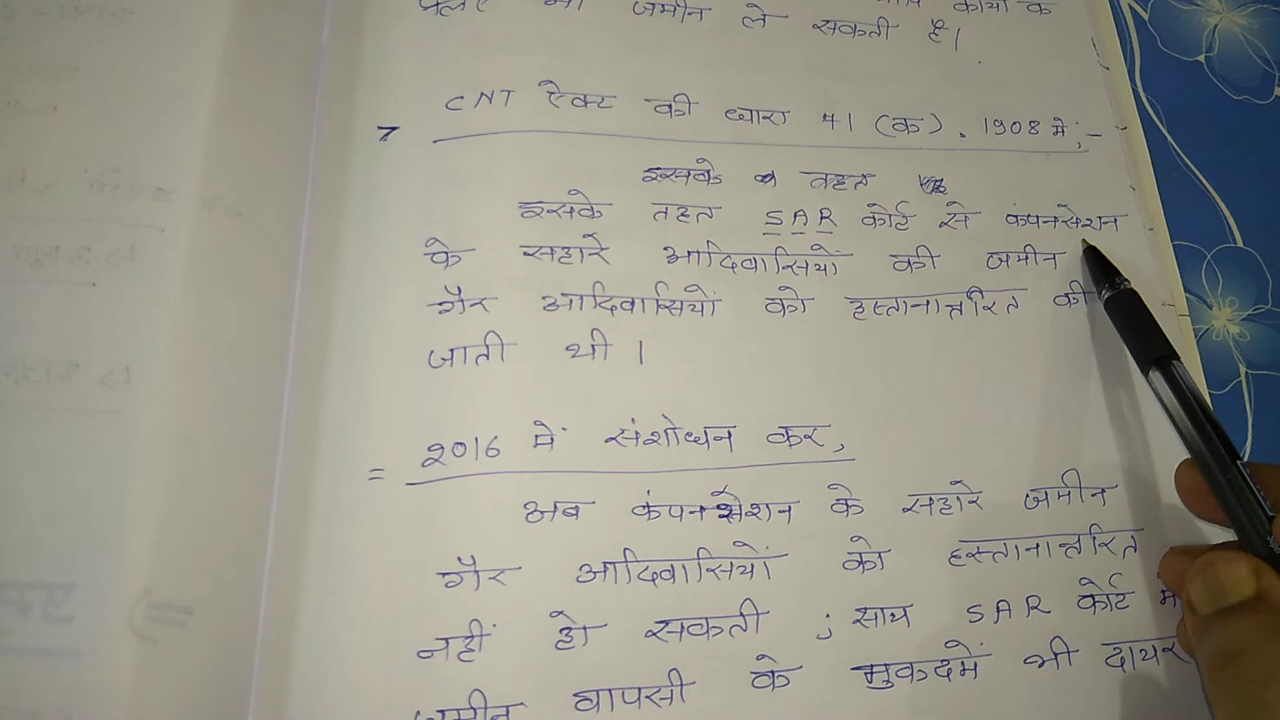 जमीन ले सकती है।
CNT ऐक्ट की धारा 41 (क). 1908 मे;-
इसके तहत
इसके तहत SAR कोर्ट से कंपनसेशन
के सहारे आदिवासियों की जमीन
गैर आदिवासियों को हस्तानान्तरित की
जाती थी।
= 2016 में संशोधन कर,
अब कंपनसेशन के सहारे जमीन
गैर आदिवासियों को हस्तानान्तरित
नहीं हो सकती ; साथ SAR कोर्ट में
जमीन वापसी के मुकदमें भी दायर